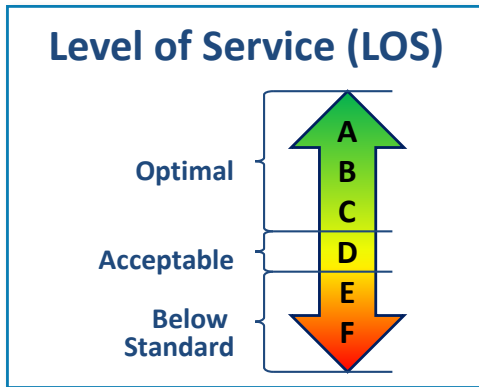 Level of Service (LOS)
A
B
Optimal
C
Acceptable
D
E
Below
Standard
F